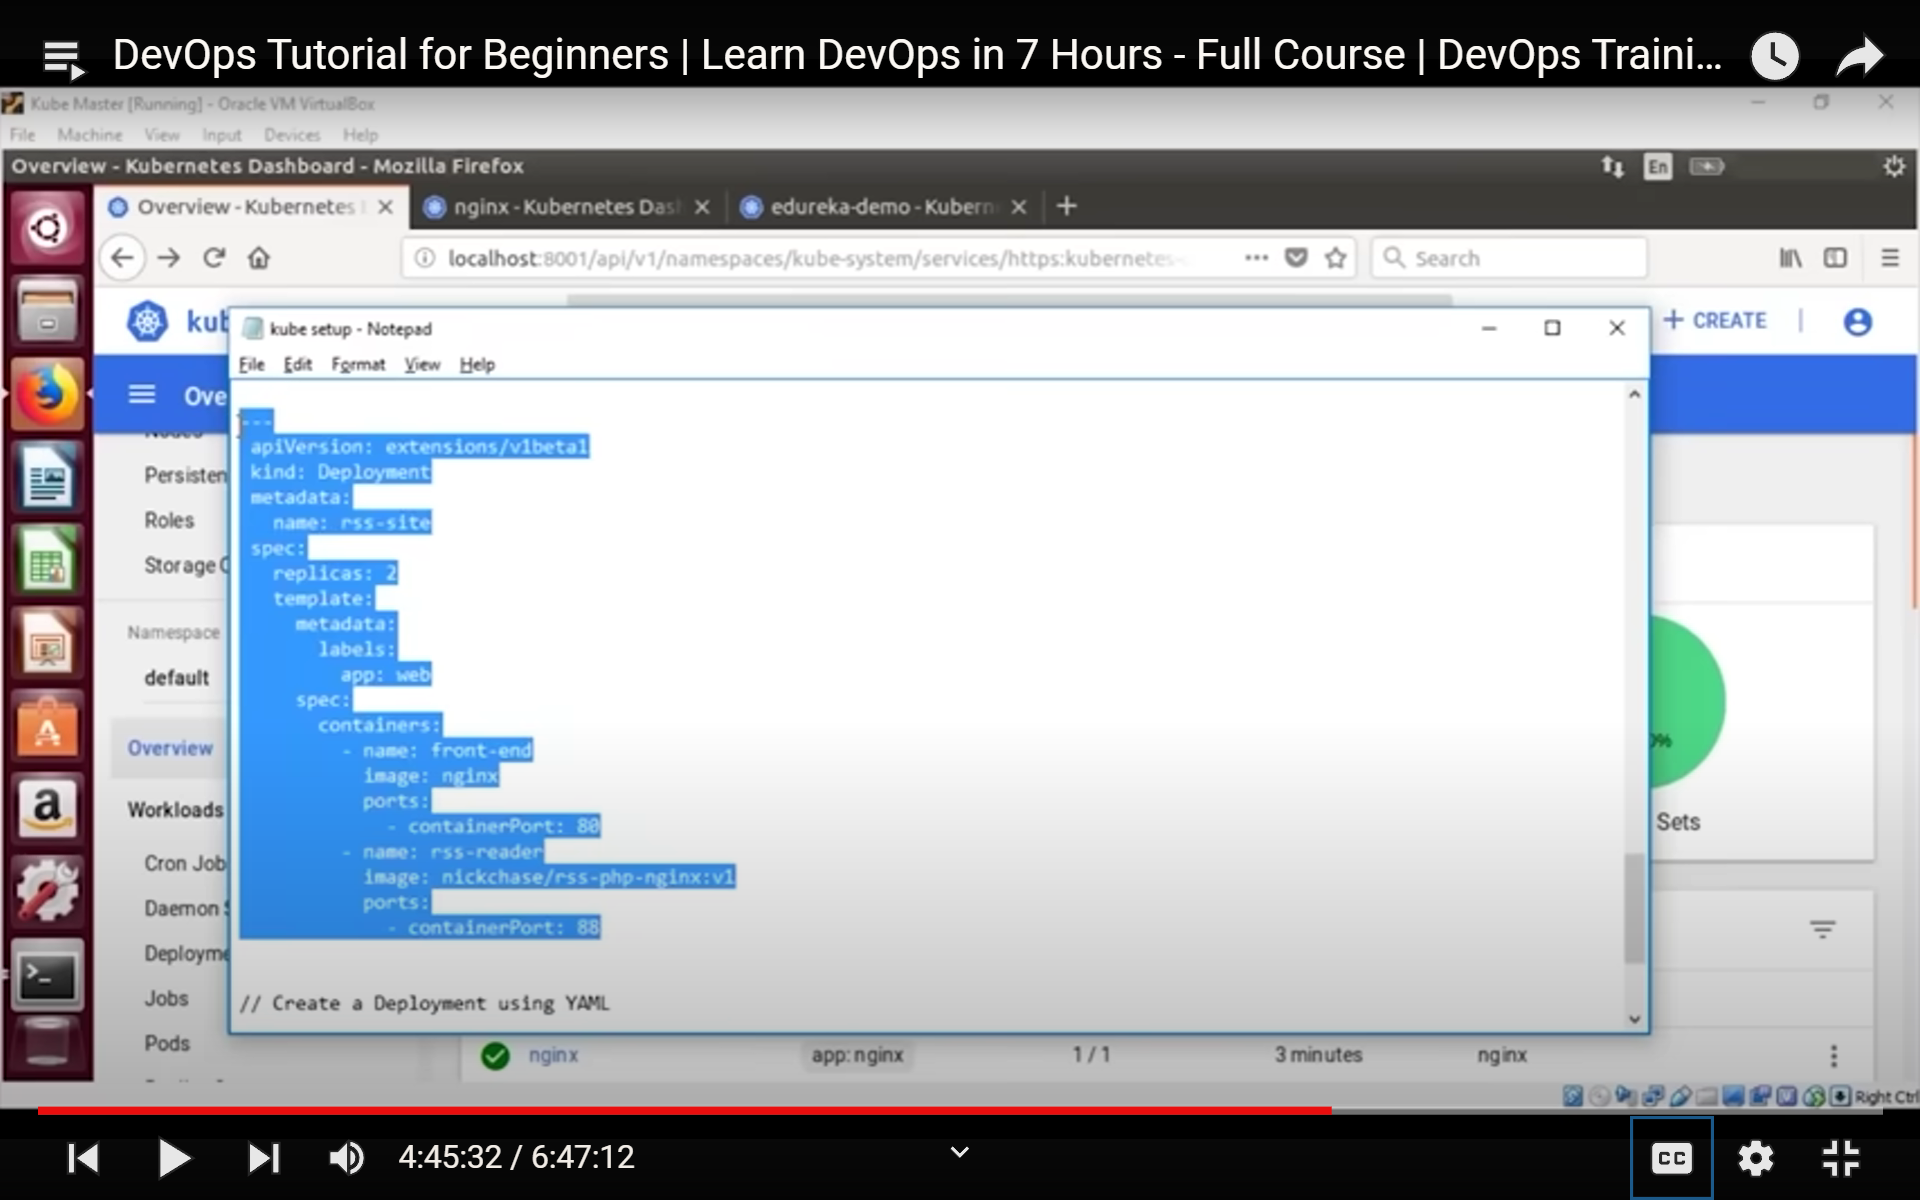 DevOps Tutorial for Beginners | Learn DevOps in 7 Hours - Full Course | DevOps Traini...
Kube Master [Running] - Oracle VM VirtualBox
File Machine View Input Devices Help
Overview - Kubernetes Dashboard - Mozilla Firefox
En
Overview - Kubernetes
nginx - Kubernetes Das
edureka-demo - Kubern
localhost:8001/api/v1/namespaces/kube-system/services/https:kubernetes-
Search
kub
+ CREATE
kube setup - Notepad
File Edit Format View Help
Ove
Nodes
Persisten
Roles
Storage C
Namespace
default
Overview
Workloads
Cron Job
Daemon S
Deployme
Jobs
Pods
---
apiVersion: extensions/v1beta1
kind: Deployment
metadata:
name: rss-site
spec:
replicas: 2
template:
metadata:
labels:
app: web
spec:
containers:
- name: front-end
image: nginx
ports:
- containerPort: 80
- name: rss-reader
image: nickchase/rss-php-nginx:v1
ports:
- containerPort: 88
// Create a Deployment using YAML
%
Sets
nginx app:nginx 1 / 1 3 minutes nginx
Right Ctrl
4:45:32 / 6:47:12
CC